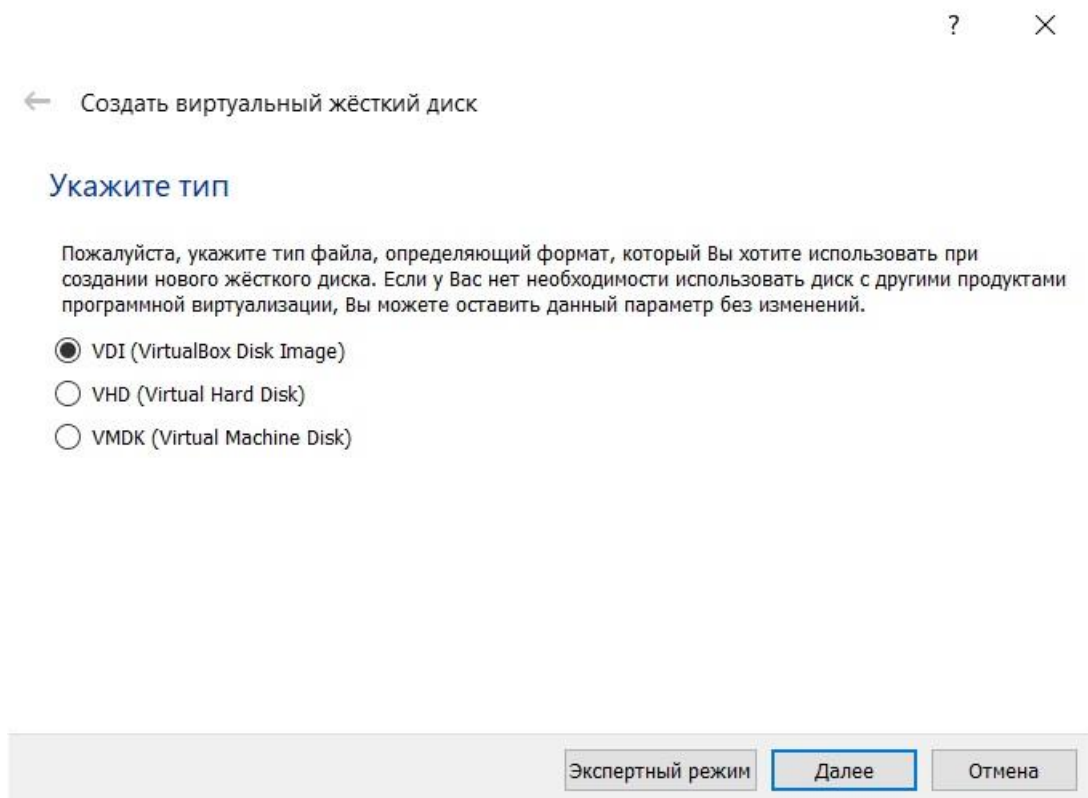 ?
Создать виртуальный жёсткий диск
Укажите тип
Пожалуйста, укажите тип файла, определяющий формат, который Вы хотите использовать при
создании нового жёсткого диска. Если у Вас нет необходимости использовать диск с другими продуктами
программной виртуализации, Вы можете оставить данный параметр без изменений.
VDI (VirtualBox Disk Image)
VHD (Virtual Hard Disk)
VMDK (Virtual Machine Disk)
Экспертный режим Далее Отмена